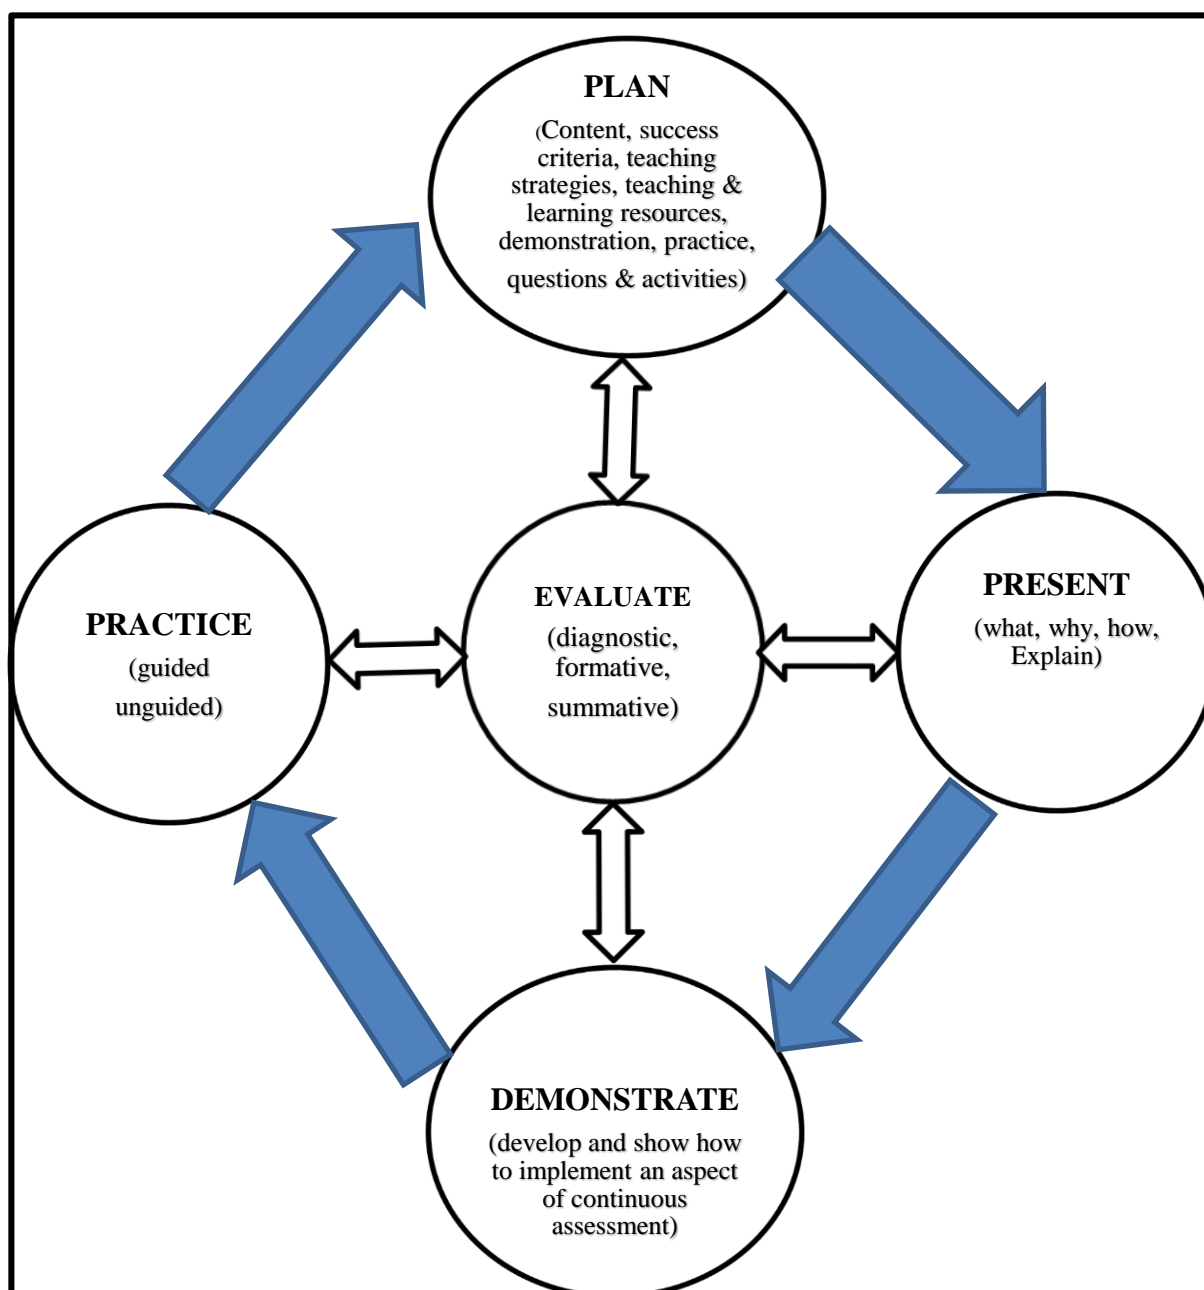 PLAN
(Content, success
criteria, teaching
strategies, teaching &
learning resources,
demonstration, practice,
questions & activities)
PRACTICE
(guided
unguided)
EVALUATE
(diagnostic,
formative,
summative)
PRESENT
(what, why, how,
Explain)
DEMONSTRATE
(develop and show how
to implement an aspect
of continuous
assessment)